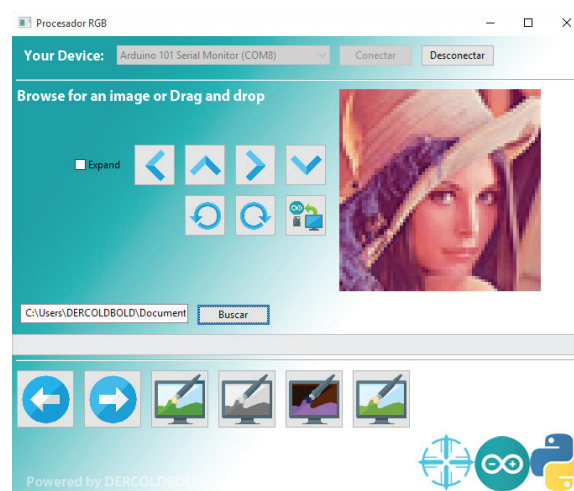 Procesador RGB
Your Device: Arduino 101 Serial Monitor (COM8) Conectar Desconectar
Browse for an image or Drag and drop
Expand
C:\Users\DERCOLDBOLD\Document Buscar
Powered by DERCOLDBOLD